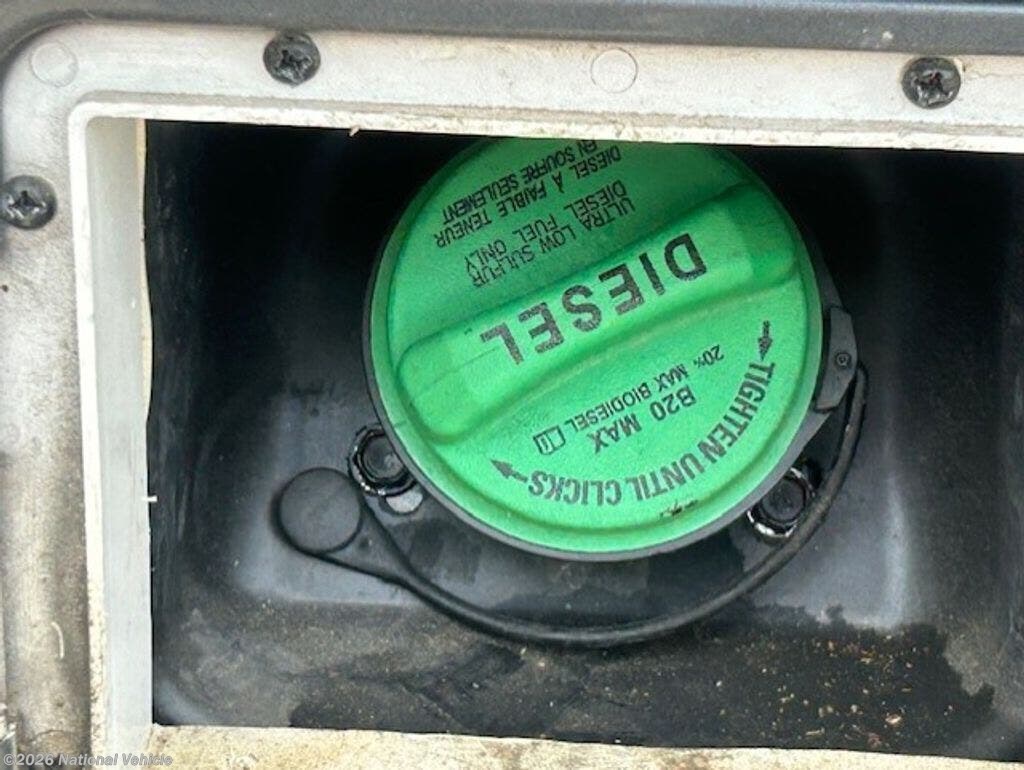 TIGHTEN UNTIL CLICKS
B20 MAX
20% MAX BIODIESEL
DIESEL
ULTRA LOW SULFUR
DIESEL FUEL ONLY
DIESEL À FAIBLE TENEUR
EN SOUFRE SEULEMENT
©2026 National Vehicle